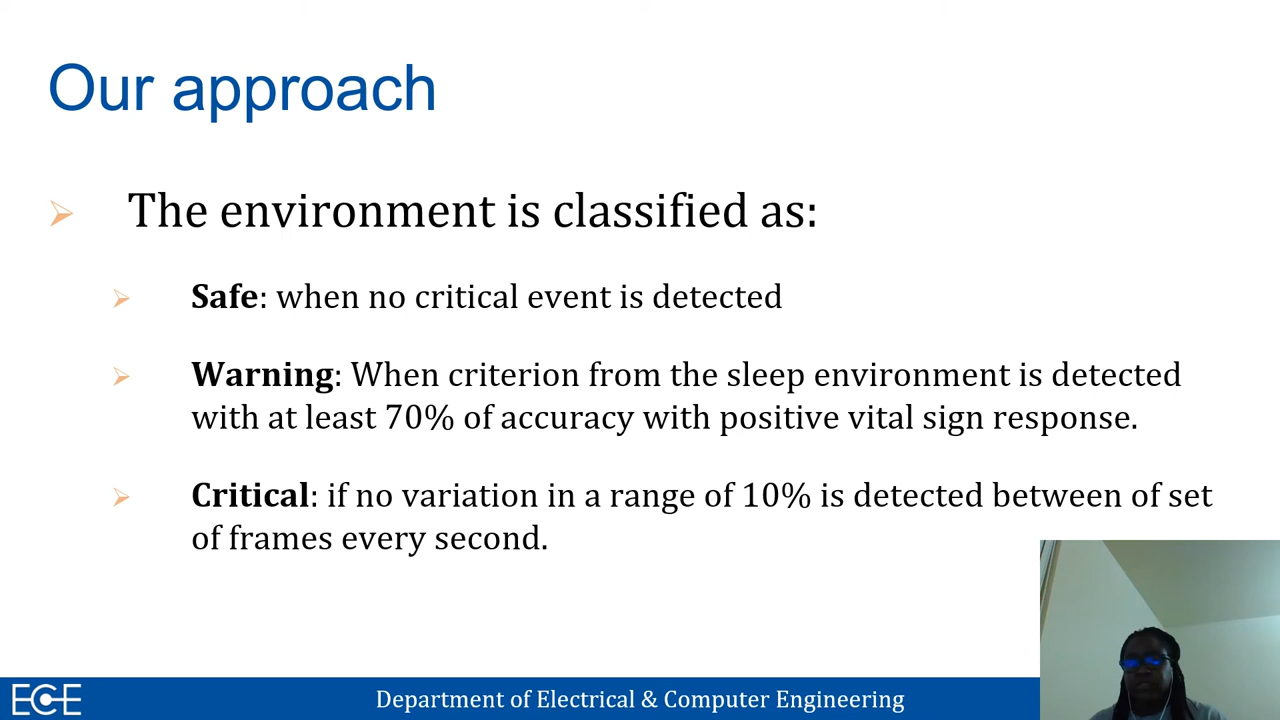 Our approach
The environment is classified as:
Safe: when no critical event is detected
Warning: When criterion from the sleep environment is detected
with at least 70% of accuracy with positive vital sign response.
Critical: if no variation in a range of 10% is detected between of set
of frames every second.
ECE
Department of Electrical & Computer Engineering